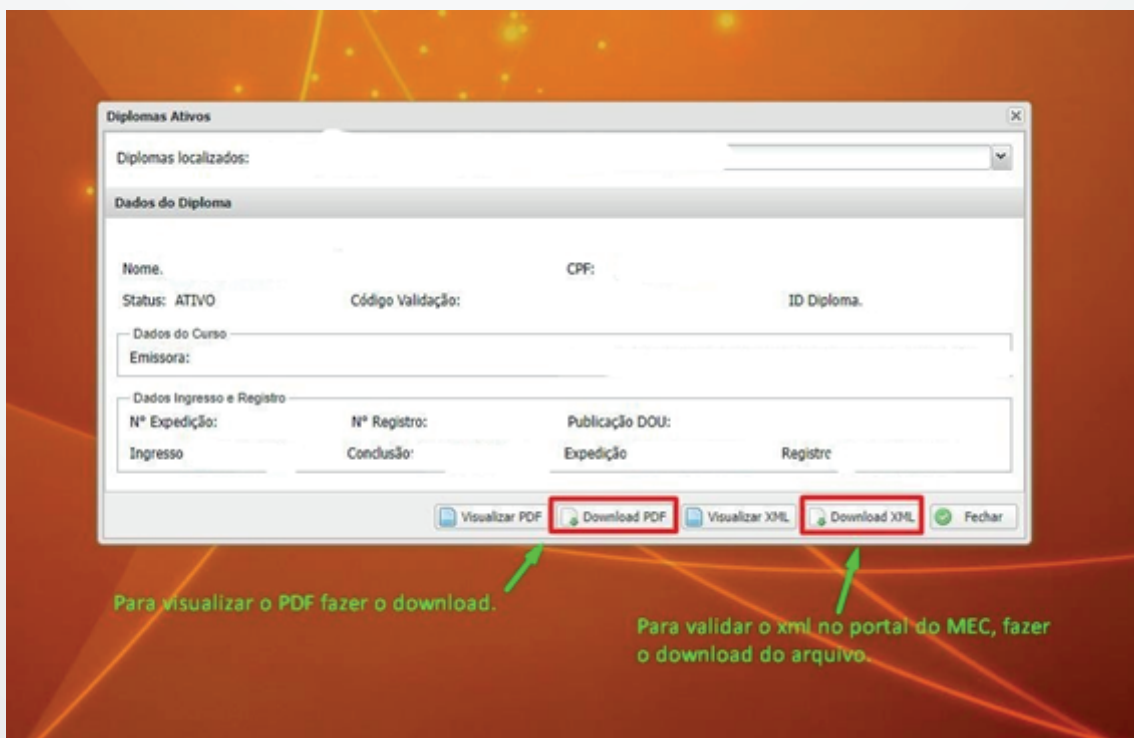 Diplomas Ativos
Diplomas localizados:
Dados do Diploma
Nome. CPF:
Status: ATIVO Código Validação: ID Diploma.
Dados do Curso
Emissora:
Dados Ingresso e Registro
Nº Expedição: Nº Registro: Publicação DOU:
Ingresso Conclusão: Expedição Registro
Visualizar PDF Download PDF Visualizar XML Download XML Fechar
Para visualizar o PDF fazer o download.
Para validar o xml no portal do MEC, fazer
o download do arquivo.